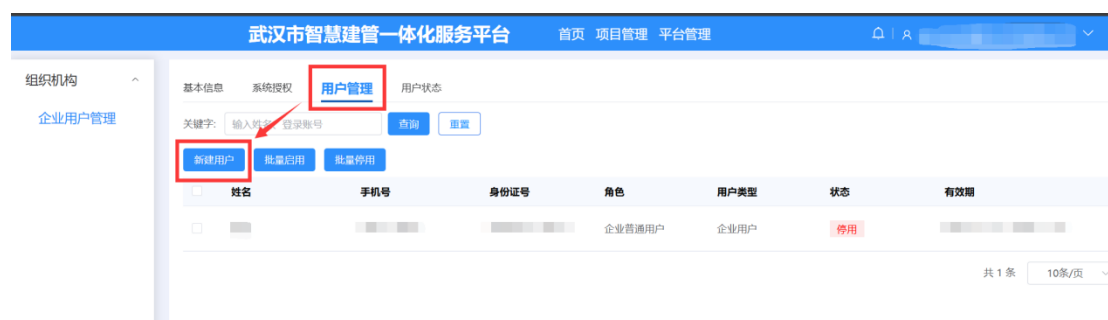 武汉市智慧建管一体化服务平台 首页 项目管理 平台管理
组织机构
企业用户管理
基本信息 系统授权 用户管理 用户状态
关键字: 输入姓名、登录账号 查询 重置
新建用户 批量启用 批量停用
姓名 手机号 身份证号 角色 用户类型 状态 有效期
企业普通用户 企业用户 停用
共 1 条 10条/页